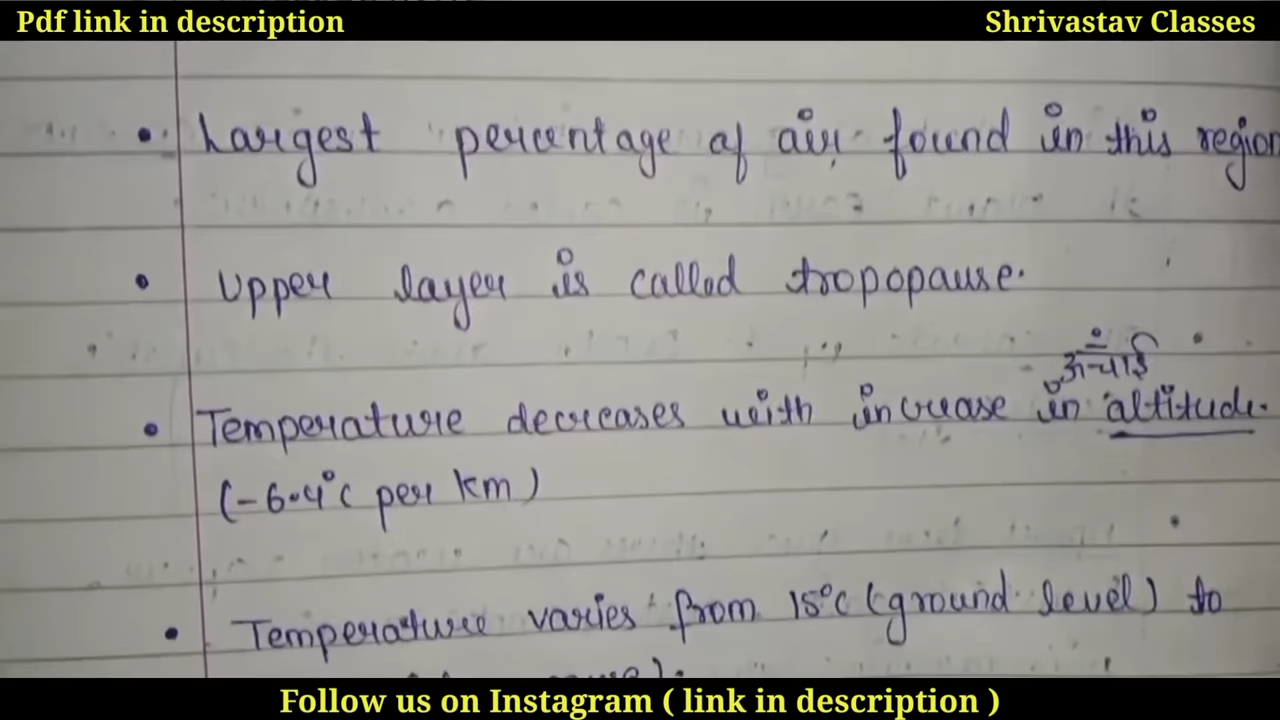 Pdf link in description
Shrivastav Classes
• Largest percentage of air found in this region
• Upper layer is called tropopause.
ऊँचाई
• Temperature decreases with increase in altitude.
(-6.4°c per km)
• Temperature varies from 15°c (ground level) to
Follow us on Instagram ( link in description )